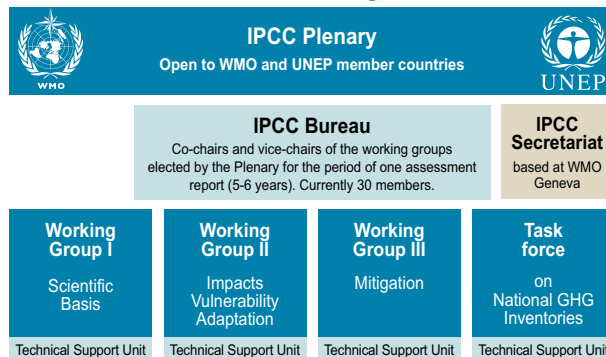 IPCC Plenary
Open to WMO and UNEP member countries
WMO
UNEP
IPCC Bureau
Co-chairs and vice-chairs of the working groups
elected by the Plenary for the period of one assessment
report (5-6 years). Currently 30 members.
IPCC
Secretariat
based at WMO
Geneva
Working
Group I
Scientific
Basis
Technical Support Unit
Working
Group II
Impacts
Vulnerability
Adaptation
Technical Support Unit
Working
Group III
Mitigation
Technical Support Unit
Task
force
on
National GHG
Inventories
Technical Support Unit